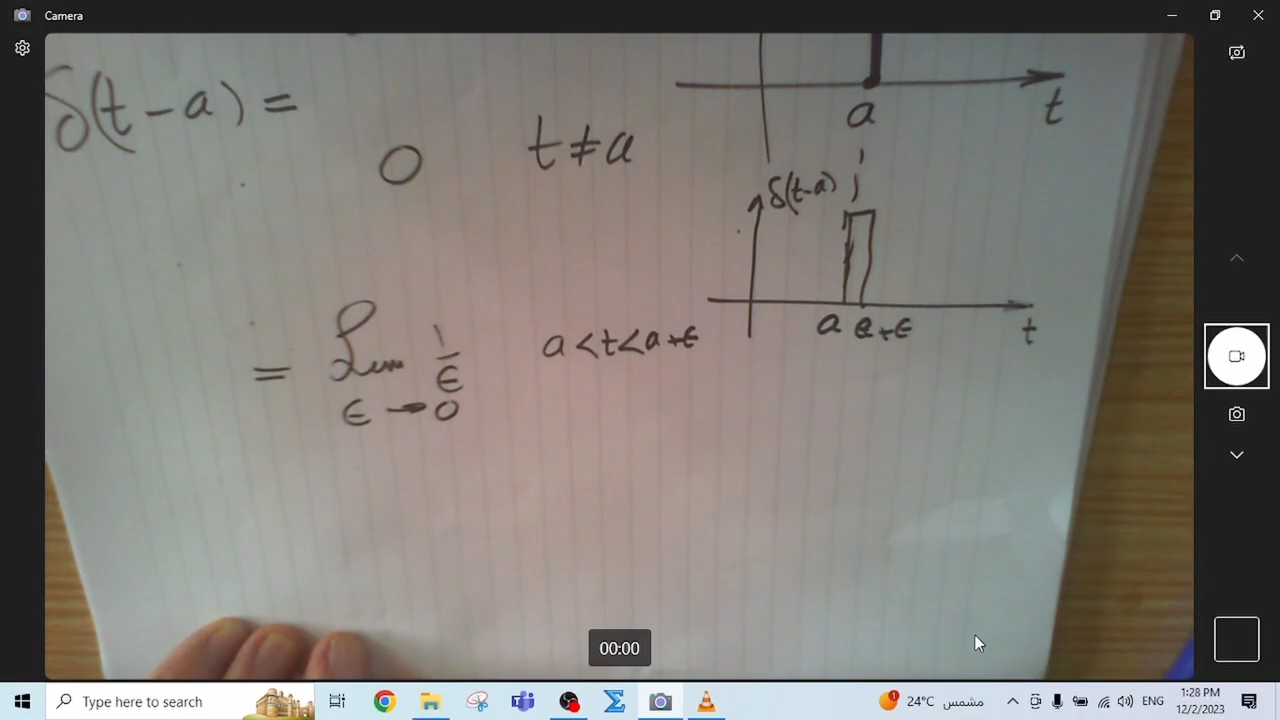 Camera
δ(t-a) =
0 t≠a
a
t
δ(t-a)
= Lim 1/ϵ a<t<a+ϵ
ϵ → 0
a a+ϵ
t
00:00
Type here to search
1
24°C مشمس
ENG
1:28 PM
12/2/2023